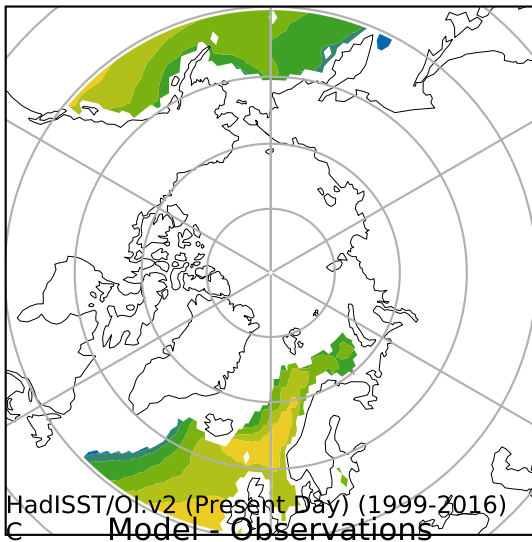 HadISST/OI.v2 (Present Day) (1999-2016)
C Model - Observations